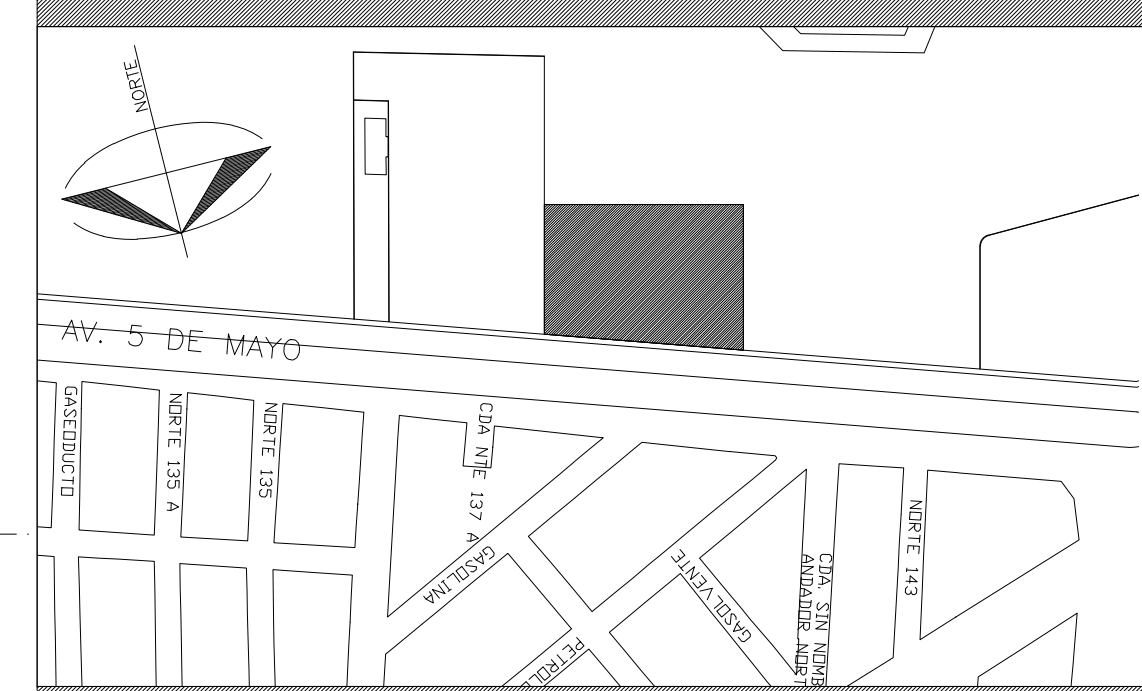 NORTE
AV. 5 DE MAYO
GASEODUCTO
NORTE 135 A
NORTE 135
CDA NTE 137 A
GASOLINA
GASOLVENTE
PETROL
CDA. SIN NOMB
ANDADOR NORT
NORTE 143